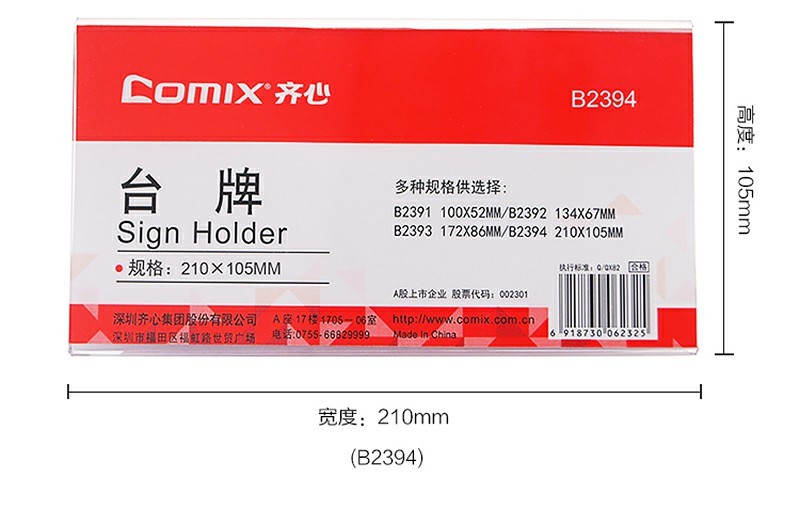 COMIX® 齐心
B2394
台 牌
Sign Holder
• 规格：210×105MM
多种规格供选择：
B2391 100X52MM/B2392 134X67MM
B2393 172X86MM/B2394 210X105MM
执行标准：Q/QX82 合格
A股上市企业 股票代码：002301
6 918730 062325
深圳齐心集团股份有限公司 A座17楼1705—06室
深圳市福田区福虹路世贸广场 电话:0755-66829999
http://www.comix.com.cn
Made In China
高度：105mm
宽度：210mm
(B2394)